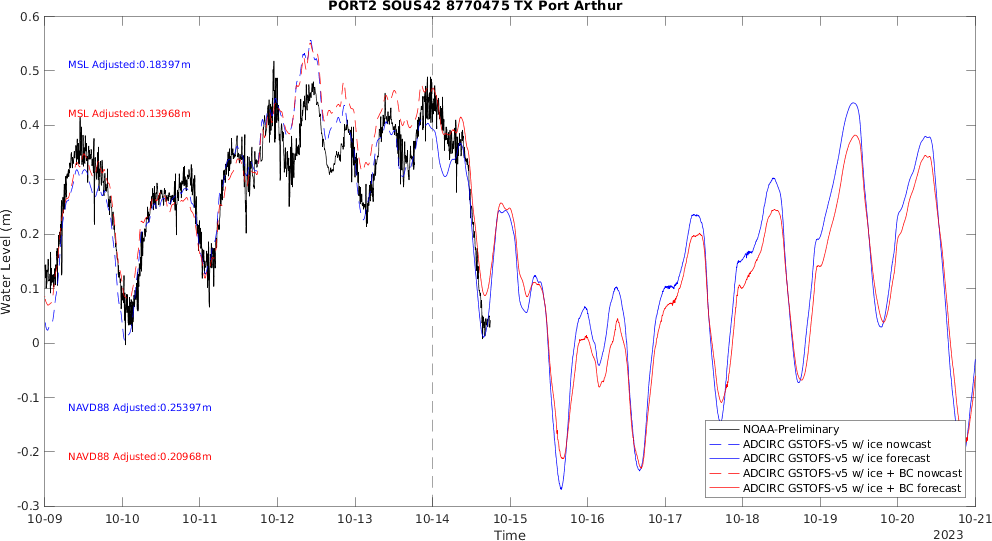 PORT2 SOUS42 8770475 TX Port Arthur
0.6
0.5
0.4
0.3
0.2
0.1
0
-0.1
-0.2
-0.3
Water Level (m)
MSL Adjusted:0.18397m
MSL Adjusted:0.13968m
NAVD88 Adjusted:0.25397m
NAVD88 Adjusted:0.20968m
NOAA-Preliminary
ADCIRC GSTOFS-v5 w/ ice nowcast
ADCIRC GSTOFS-v5 w/ ice forecast
ADCIRC GSTOFS-v5 w/ ice + BC nowcast
ADCIRC GSTOFS-v5 w/ ice + BC forecast
10-09 10-10 10-11 10-12 10-13 10-14 10-15 10-16 10-17 10-18 10-19 10-20 10-21
Time
2023